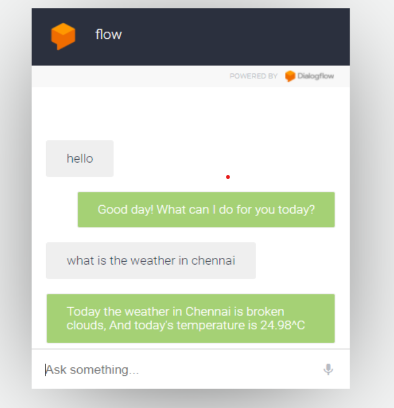 flow
POWERED BY Dialogflow
hello
Good day! What can I do for you today?
what is the weather in chennai
Today the weather in Chennai is broken
clouds, And today's temperature is 24.98^C
Ask something...